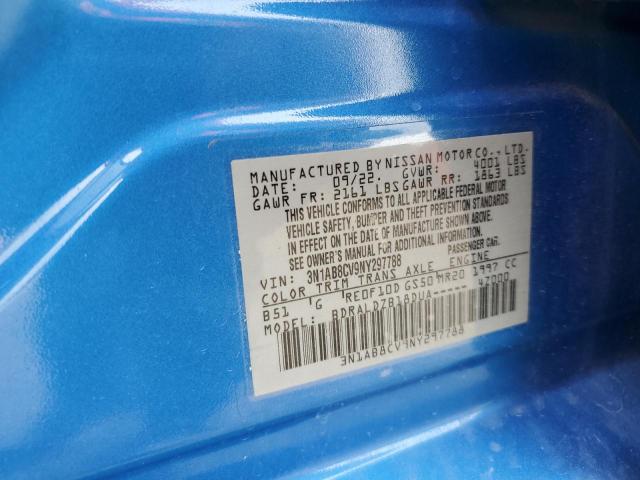 MANUFACTURED BY NISSAN MOTOR CO., LTD.
DATE: 09/22. GVWR: 4001 LBS
GAWR FR: 2161 LBS GAWR RR: 1863 LBS
THIS VEHICLE CONFORMS TO ALL APPLICABLE FEDERAL MOTOR
VEHICLE SAFETY, BUMPER AND THEFT PREVENTION STANDARDS
IN EFFECT ON THE DATE OF MANUFACTURE SHOWN ABOVE.
SEE OWNER'S MANUAL FOR ADDITIONAL INFORMATION.
VIN: 3N1AB8CV9NY297788 PASSENGER CAR.
COLOR TRIM TRANS AXLE ENGINE
B51 G RE0F10D GS50 MR20 1997 CC
MODEL: BDRALDZB18DUA----- 4Z000
3N1AB8CV9NY297788